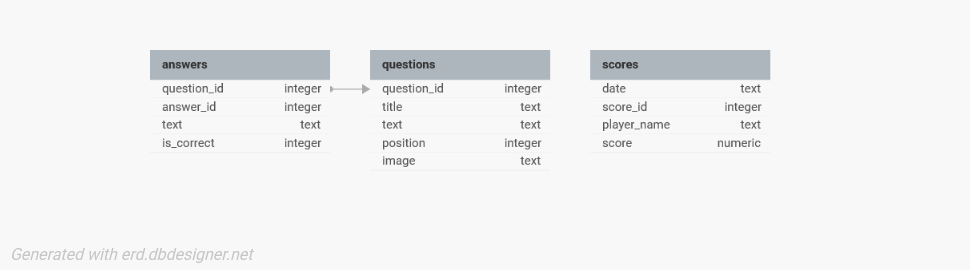 answers
question_id integer
answer_id integer
text text
is_correct integer
questions
question_id integer
title text
text text
position integer
image text
scores
date text
score_id integer
player_name text
score numeric
Generated with erd.dbdesigner.net